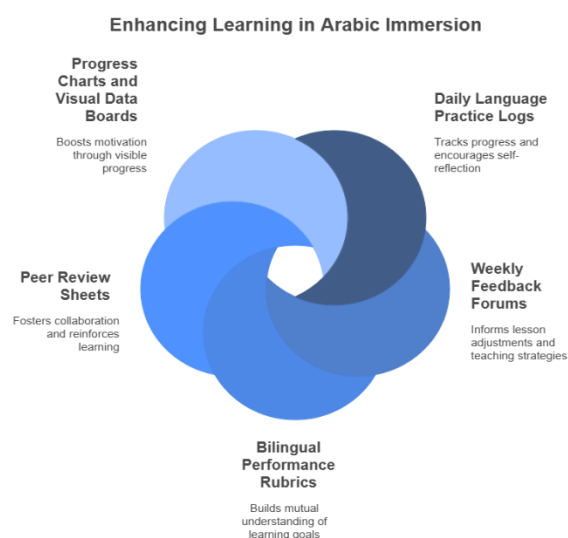 Enhancing Learning in Arabic Immersion
Progress
Charts and
Visual Data
Boards
Boosts motivation
through visible
progress
Daily Language
Practice Logs
Tracks progress and
encourages self-
reflection
Peer Review
Sheets
Fosters collaboration
and reinforces
learning
Weekly
Feedback
Forums
Informs lesson
adjustments and
teaching strategies
Bilingual
Performance
Rubrics
Builds mutual
understanding of
learning goals